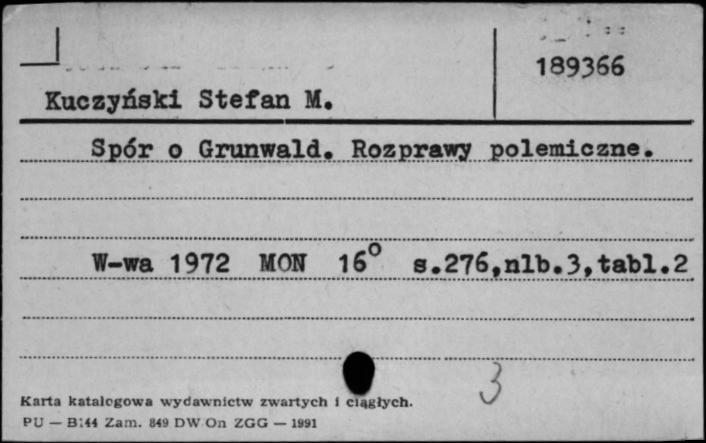 189366
Kuczyński Stefan M.
Spór o Grunwald. Rozprawy polemiczne.
W-wa 1972 MON 16° s.276,nlb.3,tabl.2
3
Karta katalogowa wydawnictw zwartych i ciągłych.
PU — B144 Zam. 849 DW On ZGG — 1991